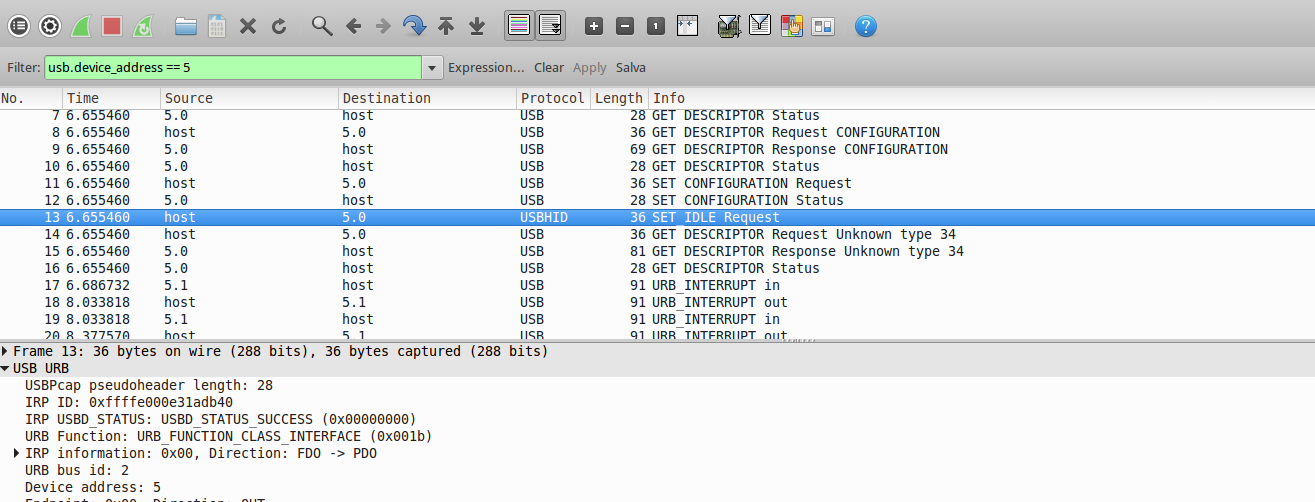 Filter: usb.device_address == 5 Expression... Clear Apply Salva
No. Time Source Destination Protocol Length Info
7 6.655460 5.0 host USB 28 GET DESCRIPTOR Status
8 6.655460 host 5.0 USB 36 GET DESCRIPTOR Request CONFIGURATION
9 6.655460 5.0 host USB 69 GET DESCRIPTOR Response CONFIGURATION
10 6.655460 5.0 host USB 28 GET DESCRIPTOR Status
11 6.655460 host 5.0 USB 36 SET CONFIGURATION Request
12 6.655460 host 5.0 USB 28 SET CONFIGURATION Status
13 6.655460 host 5.0 USBHID 36 SET_IDLE Request
14 6.655460 host 5.0 USB 36 GET DESCRIPTOR Request Unknown type 34
15 6.655460 5.0 host USB 81 GET DESCRIPTOR Response Unknown type 34
16 6.655460 5.0 host USB 28 GET DESCRIPTOR Status
17 6.686732 5.1 host USB 91 URB_INTERRUPT in
18 8.033818 host 5.1 USB 91 URB_INTERRUPT out
19 8.033818 5.1 host USB 91 URB_INTERRUPT in
20 8.377570 host 5.1 USB 91 URB_INTERRUPT out
Frame 13: 36 bytes on wire (288 bits), 36 bytes captured (288 bits)
USB URB
USBPcap pseudoheader length: 28
IRP ID: 0xffffe000e31adb40
IRP USBD_STATUS: USBD_STATUS_SUCCESS (0x00000000)
URB Function: URB_FUNCTION_CLASS_INTERFACE (0x001b)
IRP information: 0x00, Direction: FDO -> PDO
URB bus id: 2
Device address: 5
Endpoint: 0x00, Direction: OUT